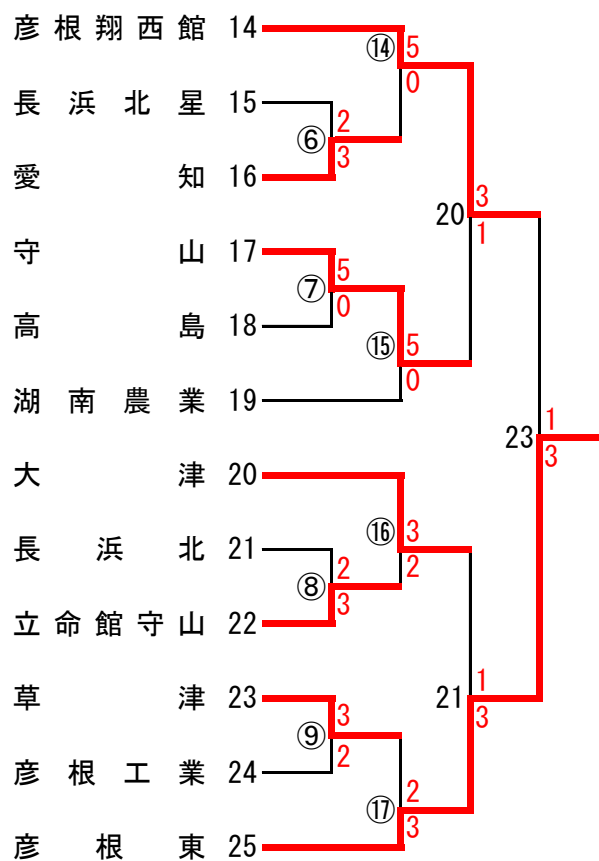 彦根翔西館 14
⑭ 5
0
長浜北星 15
⑥ 2
3
愛知 16
20 3
1
守山 17
⑦ 5
0
高島 18
⑮ 5
0
湖南農業 19
23 1
3
大津 20
⑯ 3
2
長浜北 21
⑧ 2
3
立命館守山 22
21 1
3
草津 23
⑨ 3
2
彦根工業 24
⑰ 2
3
彦根東 25